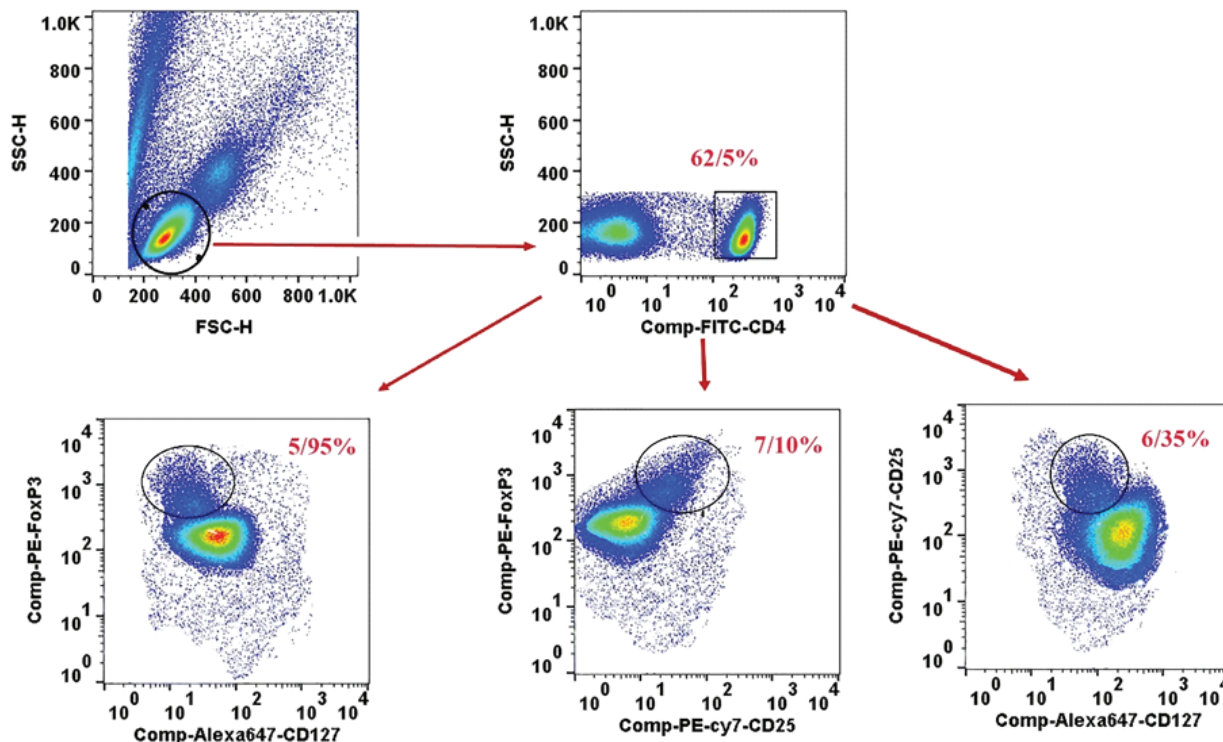 1.0K
800
600
400
200
0
SSC-H
0 200 400 600 800 1.0K
FSC-H
1.0K
800
600
400
200
0
SSC-H
62/5%
10^0 10^1 10^2 10^3 10^4
Comp-FITC-CD4
10^4
10^3
10^2
10^1
10^0
Comp-PE-FoxP3
5/95%
10^0 10^1 10^2 10^3 10^4
Comp-Alexa647-CD127
10^4
10^3
10^2
10^1
10^0
Comp-PE-FoxP3
7/10%
10^0 10^1 10^2 10^3 10^4
Comp-PE-cy7-CD25
10^4
10^3
10^2
10^1
10^0
Comp-PE-cy7-CD25
6/35%
10^0 10^1 10^2 10^3 10^4
Comp-Alexa647-CD127